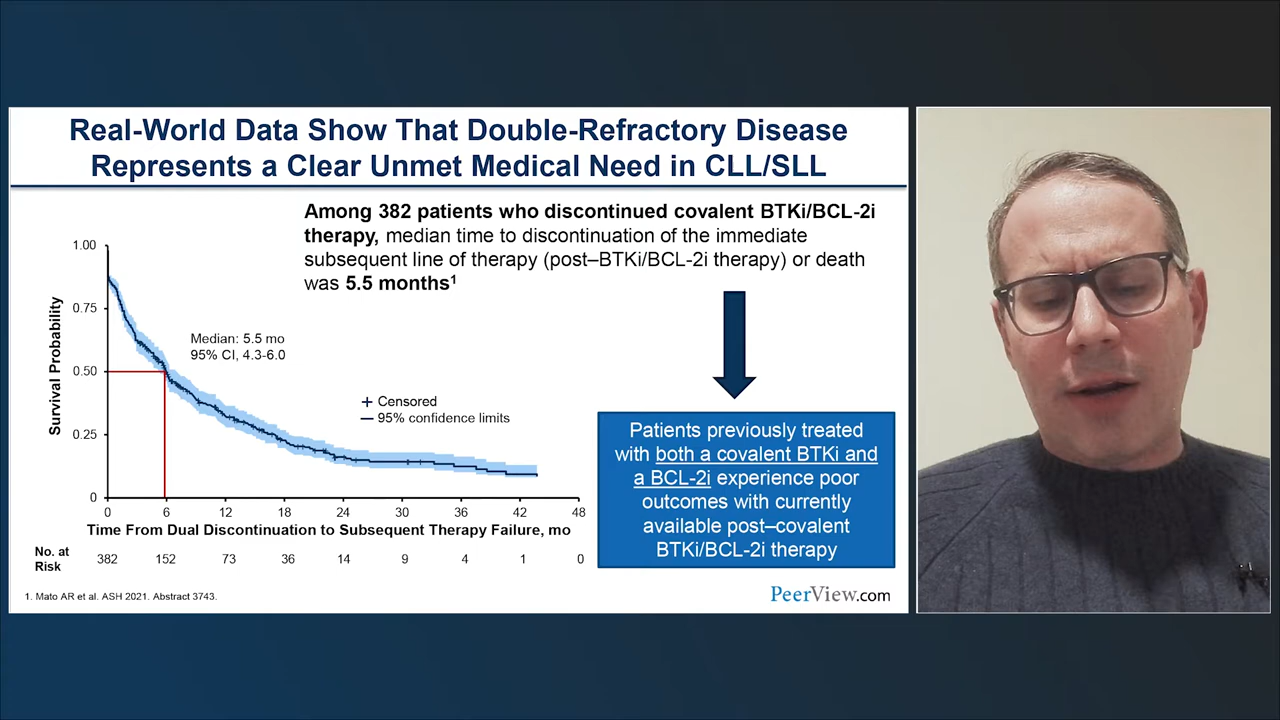 Real-World Data Show That Double-Refractory Disease
Represents a Clear Unmet Medical Need in CLL/SLL
Among 382 patients who discontinued covalent BTKi/BCL-2i
therapy, median time to discontinuation of the immediate
subsequent line of therapy (post–BTKi/BCL-2i therapy) or death
was 5.5 months¹
Survival Probability
1.00
0.75
0.50
0.25
0
Median: 5.5 mo
95% CI, 4.3-6.0
Censored
95% confidence limits
0 6 12 18 24 30 36 42 48
Time From Dual Discontinuation to Subsequent Therapy Failure, mo
No. at
Risk
382 152 73 36 14 9 4 1 0
Patients previously treated
with both a covalent BTKi and
a BCL-2i experience poor
outcomes with currently
available post–covalent
BTKi/BCL-2i therapy
1. Mato AR et al. ASH 2021. Abstract 3743.
PeerView.com